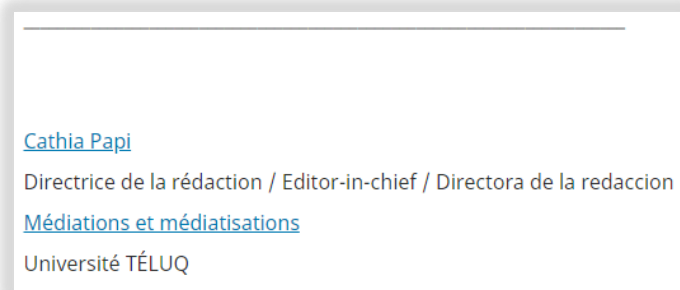 Cathia Papi
Directrice de la rédaction / Editor-in-chief / Directora de la redaccion
Médiations et médiatisations
Université TÉLUQ